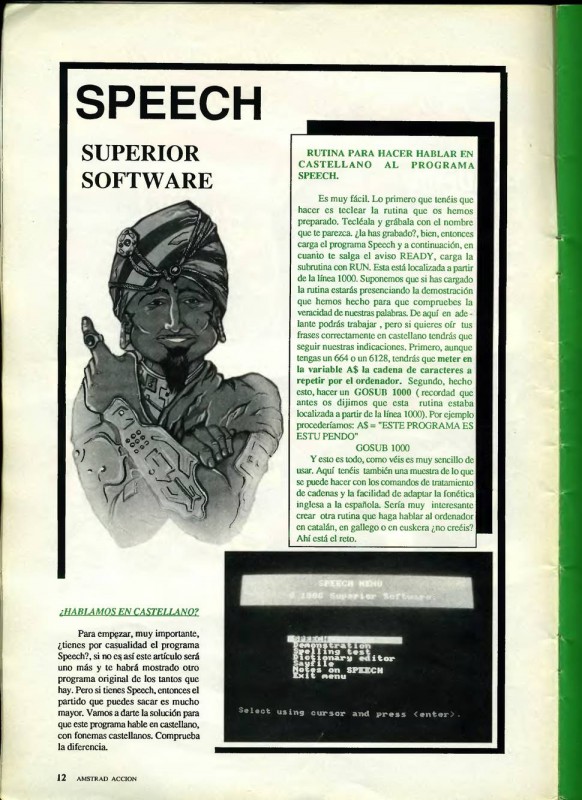 SPEECH
SUPERIOR
SOFTWARE
RUTINA PARA HACER HABLAR EN
CASTELLANO AL PROGRAMA
SPEECH.
Es muy fácil. Lo primero que tenéis que
hacer es teclear la rutina que os hemos
preparado. Tecléala y grábala con el nombre
que te parezca. ¿la has grabado?, bien, entonces
carga el programa Speech y a continuación, en
cuanto te salga el aviso READY, carga la
subrutina con RUN. Esta está localizada a partir
de la línea 1000. Suponemos que si has cargado
la rutina estarás presenciando la demostración
que hemos hecho para que compruebes la
veracidad de nuestras palabras. De aquí en ade -
lante podrás trabajar , pero si quieres oír tus
frases correctamente en castellano tendrás que
seguir nuestras indicaciones. Primero, aunque
tengas un 664 o un 6128, tendrás que meter en
la variable A$ la cadena de caracteres a
repetir por el ordenador. Segundo, hecho
esto, hacer un GOSUB 1000 ( recordad que
antes os dijimos que esta rutina estaba
localizada a partir de la línea 1000). Por ejemplo
procederíamos: A$ = "ESTE PROGRAMA ES
ESTU PENDO"
GOSUB 1000
Y esto es todo, como véis es muy sencillo de
usar. Aquí tenéis también una muestra de lo que
se puede hacer con los comandos de tratamiento
de cadenas y la facilidad de adaptar la fonética
inglesa a la española. Sería muy interesante
crear otra rutina que haga hablar al ordenador
en catalán, en gallego o en euskera ¿no creéis?
Ahí está el reto.
¿HABLAMOS EN CASTELLANO?
Para empezar, muy importante,
¿tienes por casualidad el programa
Speech?, si no es así este artículo será
uno más y te habrá mostrado otro
programa original de los tantos que
hay. Pero si tienes Speech, entonces el
partido que puedes sacar es mucho
mayor. Vamos a darte la solución para
que este programa hable en castellano,
con fonemas castellanos. Comprueba
la diferencia.
SPEECH MENU
© 1986 Superior Software.
SPEECH
Demonstration
Spelling test
Dictionary editor
Sayfile
Notes on SPEECH
Exit menu
Select using cursor and press <enter>.
12 AMSTRAD ACCION